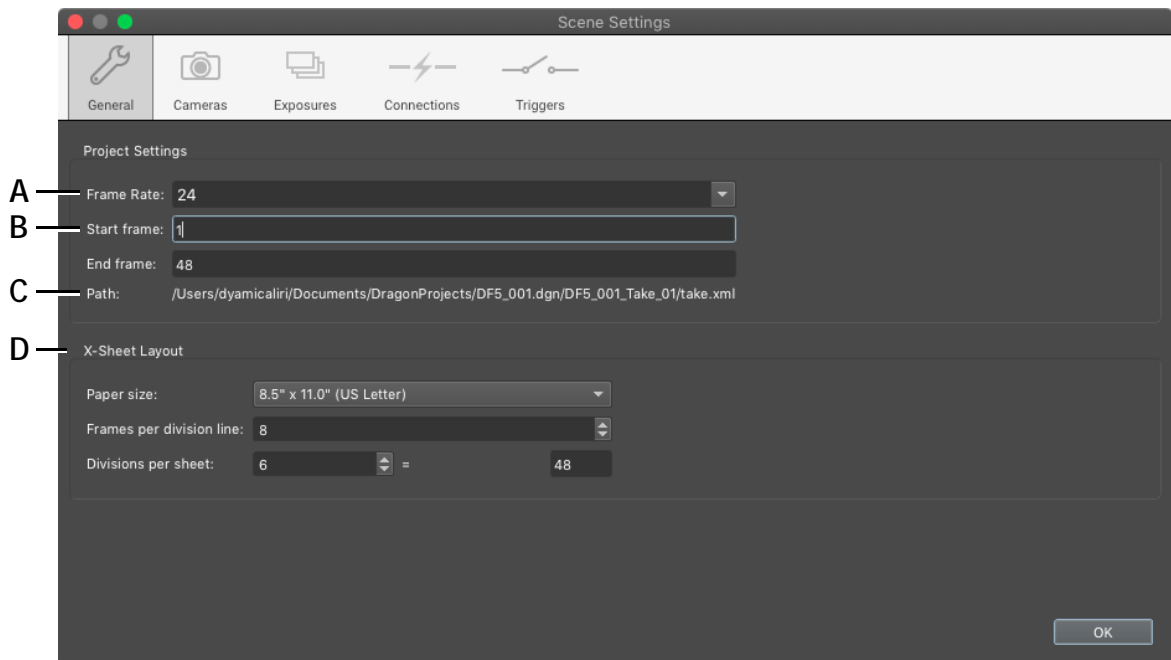 Scene Settings
General Cameras Exposures Connections Triggers
Project Settings
A Frame Rate: 24
B Start frame: 1
End frame: 48
C Path: /Users/dyamicaliri/Documents/DragonProjects/DF5_001.dgn/DF5_001_Take_01/take.xml
D X-Sheet Layout
Paper size: 8.5" x 11.0" (US Letter)
Frames per division line: 8
Divisions per sheet: 6 = 48
OK